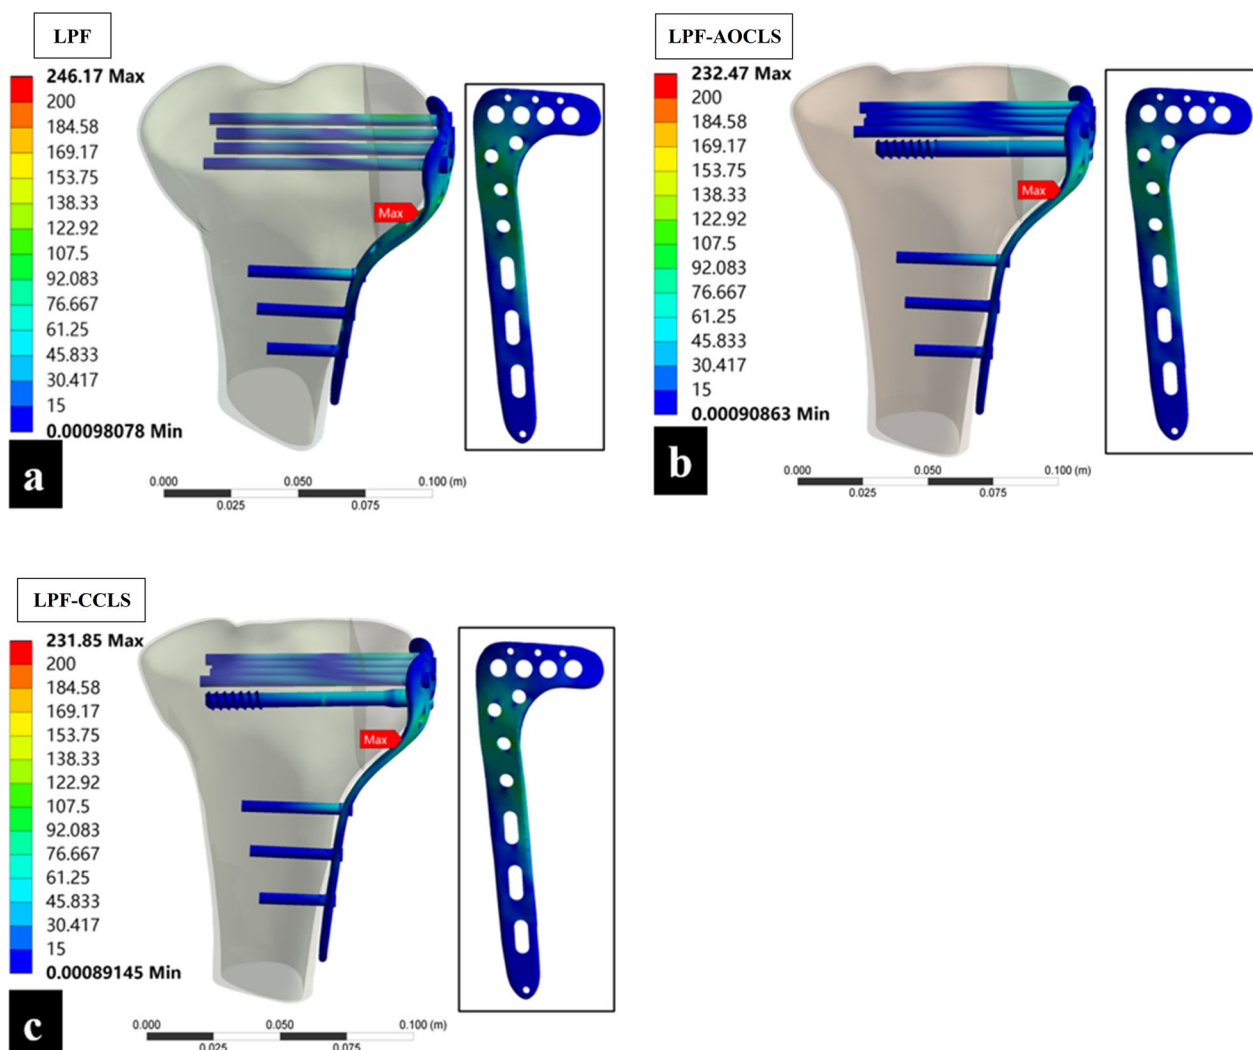 LPF
246.17 Max
200
184.58
169.17
153.75
138.33
122.92
107.5
92.083
76.667
61.25
45.833
30.417
15
0.00098078 Min
Max
a
0.000 0.050 0.100 (m)
0.025 0.075
LPF-AOCLS
232.47 Max
200
184.58
169.17
153.75
138.33
122.92
107.5
92.083
76.667
61.25
45.833
30.417
15
0.00090863 Min
Max
b
0.000 0.050 0.100 (m)
0.025 0.075
LPF-CCLS
231.85 Max
200
184.58
169.17
153.75
138.33
122.92
107.5
92.083
76.667
61.25
45.833
30.417
15
0.00089145 Min
Max
c
0.000 0.050 0.100 (m)
0.025 0.075